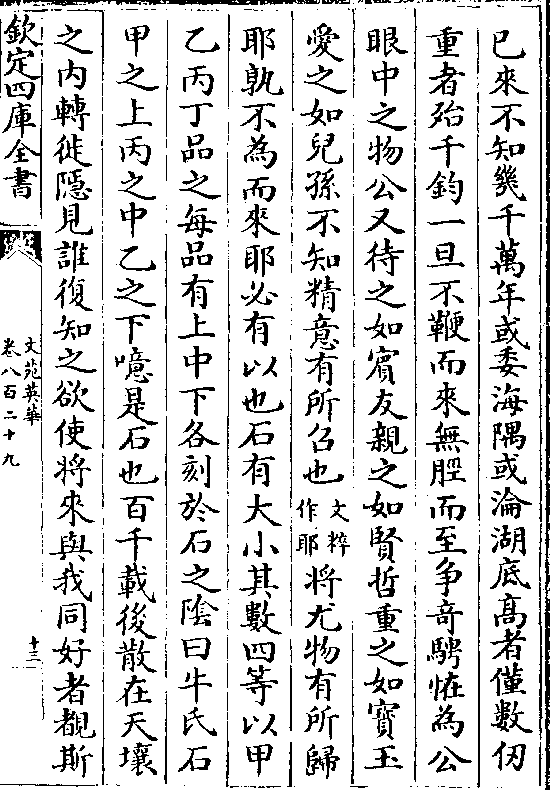 已來不知幾千萬年或委海隅或淪湖底高者僅數仞
重者殆千鈞一旦不鞭而來無脛而至争竒騁恠為公
眼中之物公又待之如賔友親之如賢哲重之如寳玉
愛之如兒孫不知精意有所召也文粹作耶將尤物有所歸
耶孰不為而來耶必有以也石有大小其數四等以甲
乙丙丁品之每品有上中下各刻於石之隂曰牛氏石
甲之上丙之中乙之下噫是石也百千載後散在天壤
之内轉徙隱見誰復知之欲使將來與我同好者覩斯
欽定四庫全書
文苑英華
卷八百二十九
十三